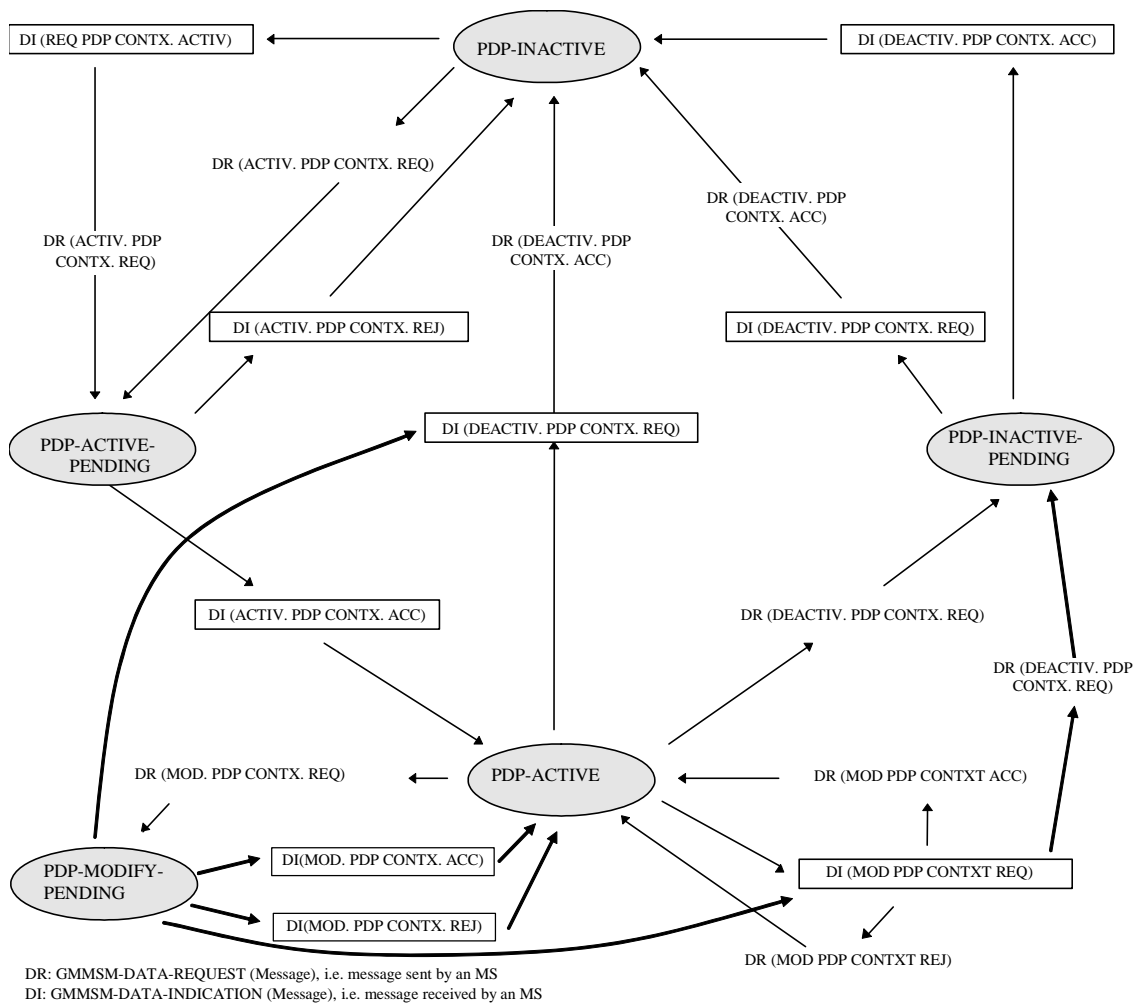 DI (REQ PDP CONTX. ACTIV)
PDP-INACTIVE
DI (DEACTIV. PDP CONTX. ACC)
DR (ACTIV. PDP CONTX. REQ)
DR (DEACTIV. PDP
CONTX. ACC)
DR (ACTIV. PDP
CONTX. REQ)
DR (DEACTIV. PDP
CONTX. ACC)
DI (ACTIV. PDP CONTX. REJ)
DI (DEACTIV. PDP CONTX. REQ)
PDP-ACTIVE-
PENDING
DI (DEACTIV. PDP CONTX. REQ)
PDP-INACTIVE-
PENDING
DI (ACTIV. PDP CONTX. ACC)
DR (DEACTIV. PDP CONTX. REQ)
DR (DEACTIV. PDP
CONTX. REQ)
DR (MOD. PDP CONTX. REQ)
PDP-ACTIVE
DR (MOD PDP CONTXT ACC)
PDP-MODIFY-
PENDING
DI(MOD. PDP CONTX. ACC)
DI (MOD PDP CONTXT REQ)
DI(MOD. PDP CONTX. REJ)
DR (MOD PDP CONTXT REJ)
DR: GMMSM-DATA-REQUEST (Message), i.e. message sent by an MS
DI: GMMSM-DATA-INDICATION (Message), i.e. message received by an MS